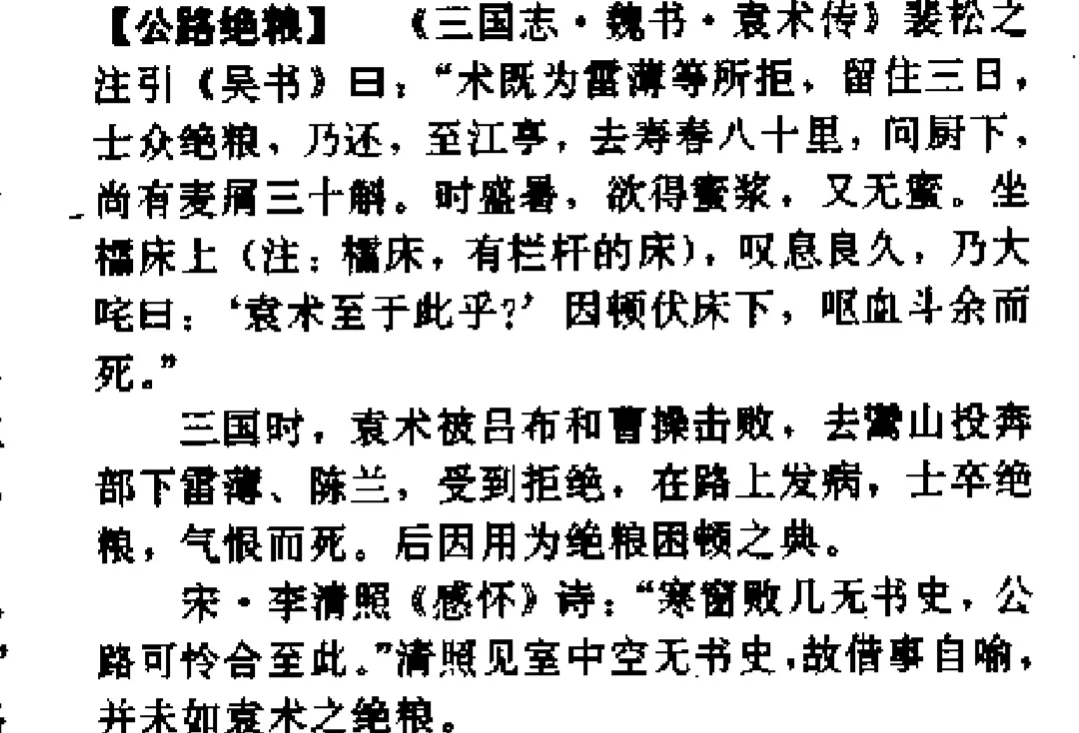 【公路绝粮】 《三国志·魏书·袁术传》裴松之
注引《吴书》曰：“术既为雷薄等所拒，留住三日，
士众绝粮，乃还，至江亭，去寿春八十里，问厨下，
尚有麦屑三十斛。时盛暑，欲得蜜浆，又无蜜。坐
櫺床上（注：櫺床，有栏杆的床），叹息良久，乃大
咤曰：‘袁术至于此乎？’因顿伏床下，呕血斗余而
死。”
三国时，袁术被吕布和曹操击败，去灊山投奔
部下雷薄、陈兰，受到拒绝，在路上发病，士卒绝
粮，气恨而死。后因用为绝粮困顿之典。
宋·李清照《感怀》诗：“寒窗败几无书史，公
路可怜合至此。”清照见室中空无书史，故借事自喻，
并未如袁术之绝粮。